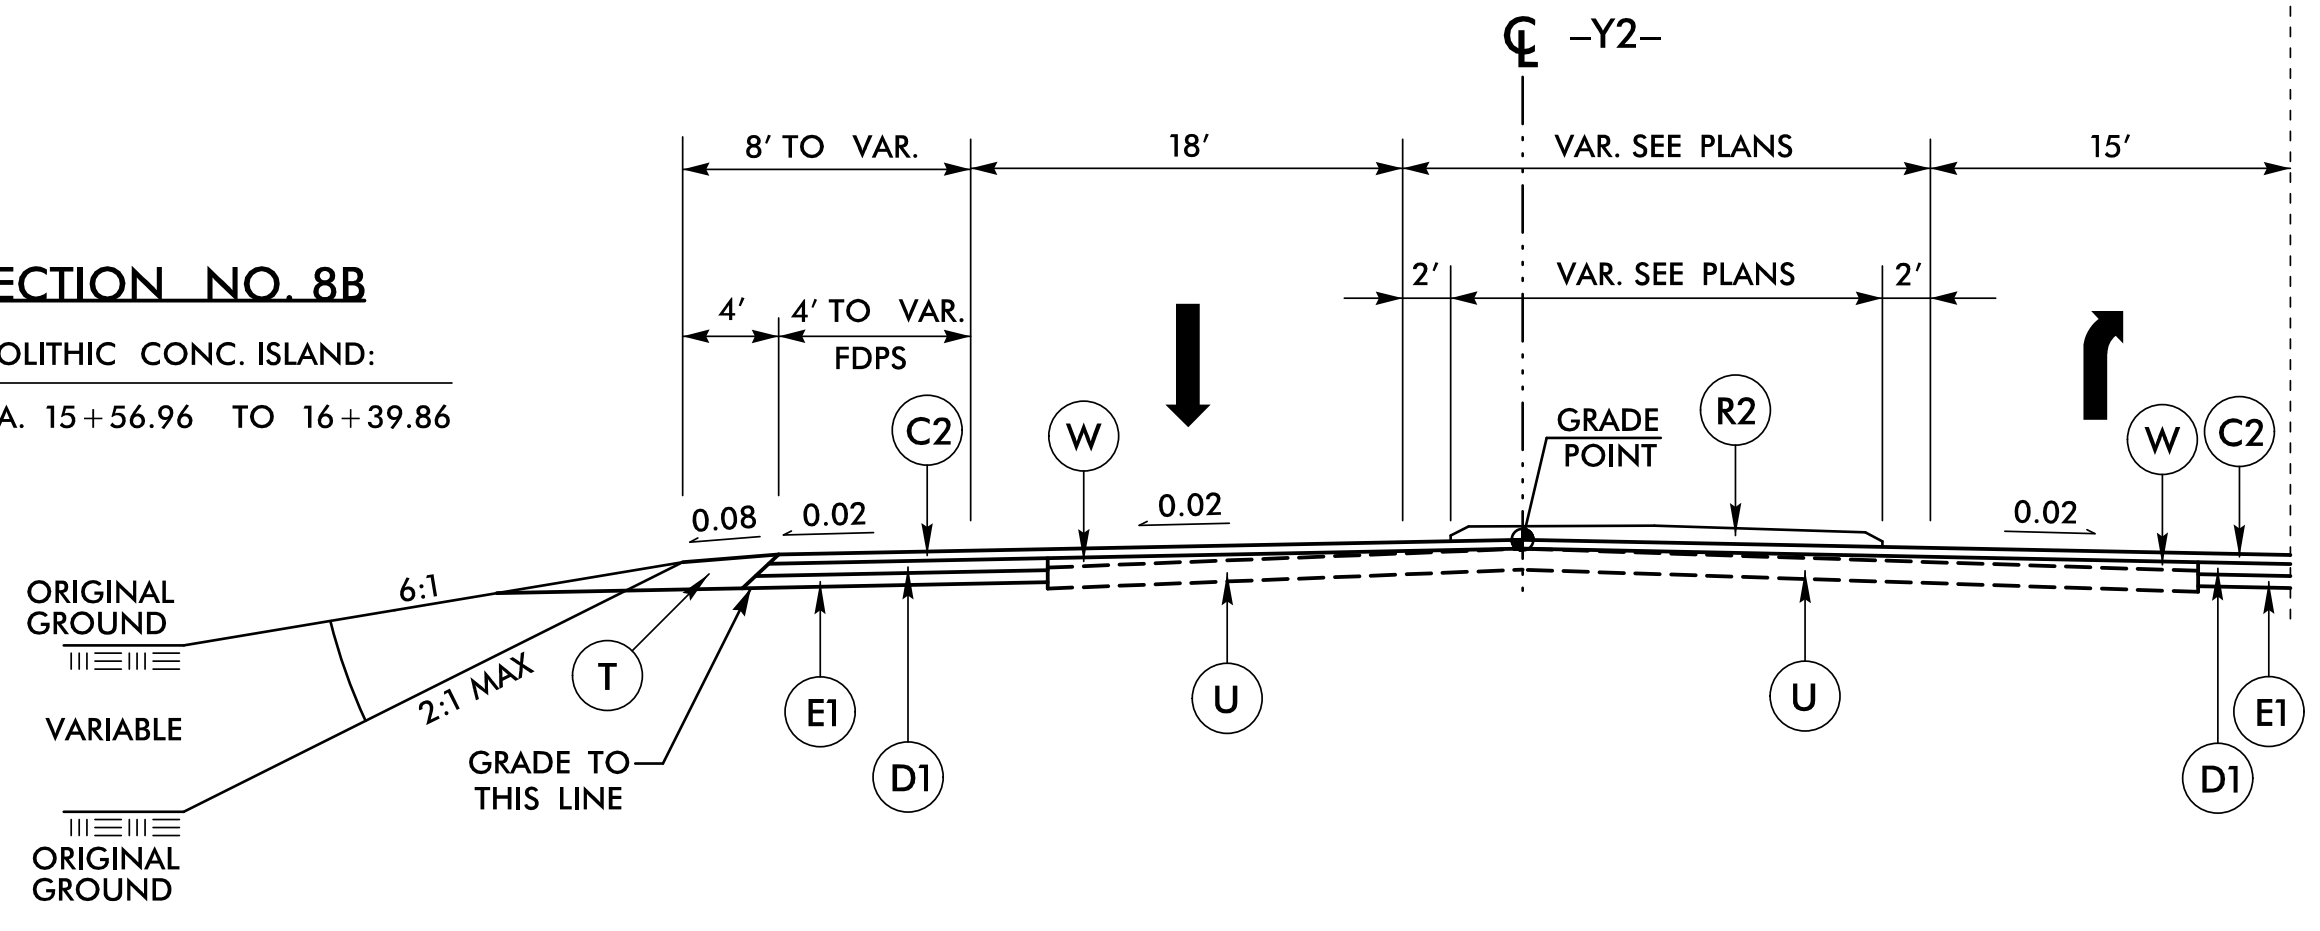 ℄ –Y2–
8' TO VAR.
18'
VAR. SEE PLANS
15'
2'
VAR. SEE PLANS
2'
ECTION NO. 8B
4'
4' TO VAR.
FDPS
OLITHIC CONC. ISLAND:
A. 15+56.96 TO 16+39.86
C2
W
GRADE
POINT
R2
W
C2
0.08
0.02
0.02
0.02
ORIGINAL
GROUND
6:1
2:1 MAX
VARIABLE
T
E1
D1
U
U
E1
D1
GRADE TO
THIS LINE
ORIGINAL
GROUND